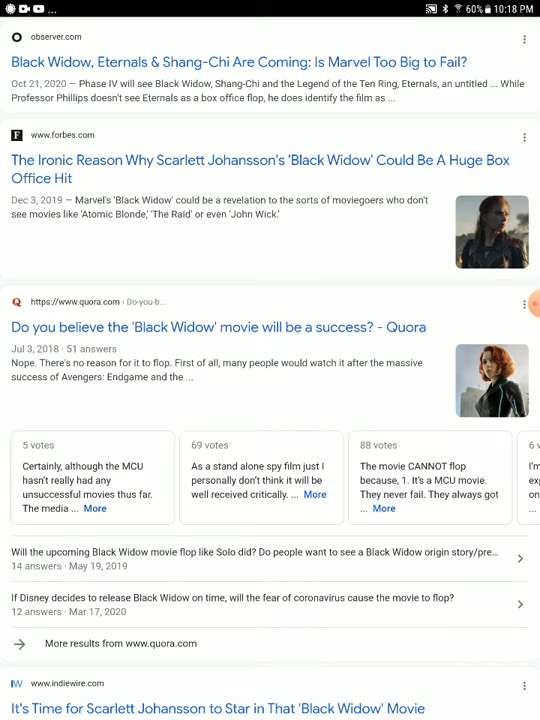 ...
60% 10:18 PM
observer.com
Black Widow, Eternals & Shang-Chi Are Coming: Is Marvel Too Big to Fail?
Oct 21, 2020 — Phase IV will see Black Widow, Shang-Chi and the Legend of the Ten Ring, Eternals, an untitled ... While
Professor Phillips doesn't see Eternals as a box office flop, he does identify the film as ...
F www.forbes.com
The Ironic Reason Why Scarlett Johansson's 'Black Widow' Could Be A Huge Box
Office Hit
Dec 3, 2019 — Marvel's 'Black Widow' could be a revelation to the sorts of moviegoers who don't
see movies like 'Atomic Blonde,' 'The Raid' or even 'John Wick.'
Q https://www.quora.com › Do-you-b...
Do you believe the 'Black Widow' movie will be a success? - Quora
Jul 3, 2018 · 51 answers
Nope. There's no reason for it to flop. First of all, many people would watch it after the massive
success of Avengers: Endgame and the ...
5 votes
Certainly, although the MCU
hasn't really had any
unsuccessful movies thus far.
The media ... More
69 votes
As a stand alone spy film just I
personally don't think it will be
well received critically. ... More
88 votes
The movie CANNOT flop
because, 1. It's a MCU movie.
They never fail. They always got
... More
6 v
I'm
exp
on
...
Will the upcoming Black Widow movie flop like Solo did? Do people want to see a Black Widow origin story/pre...
14 answers · May 19, 2019
If Disney decides to release Black Widow on time, will the fear of coronavirus cause the movie to flop?
12 answers · Mar 17, 2020
More results from www.quora.com
IW www.indiewire.com
It's Time for Scarlett Johansson to Star in That 'Black Widow' Movie